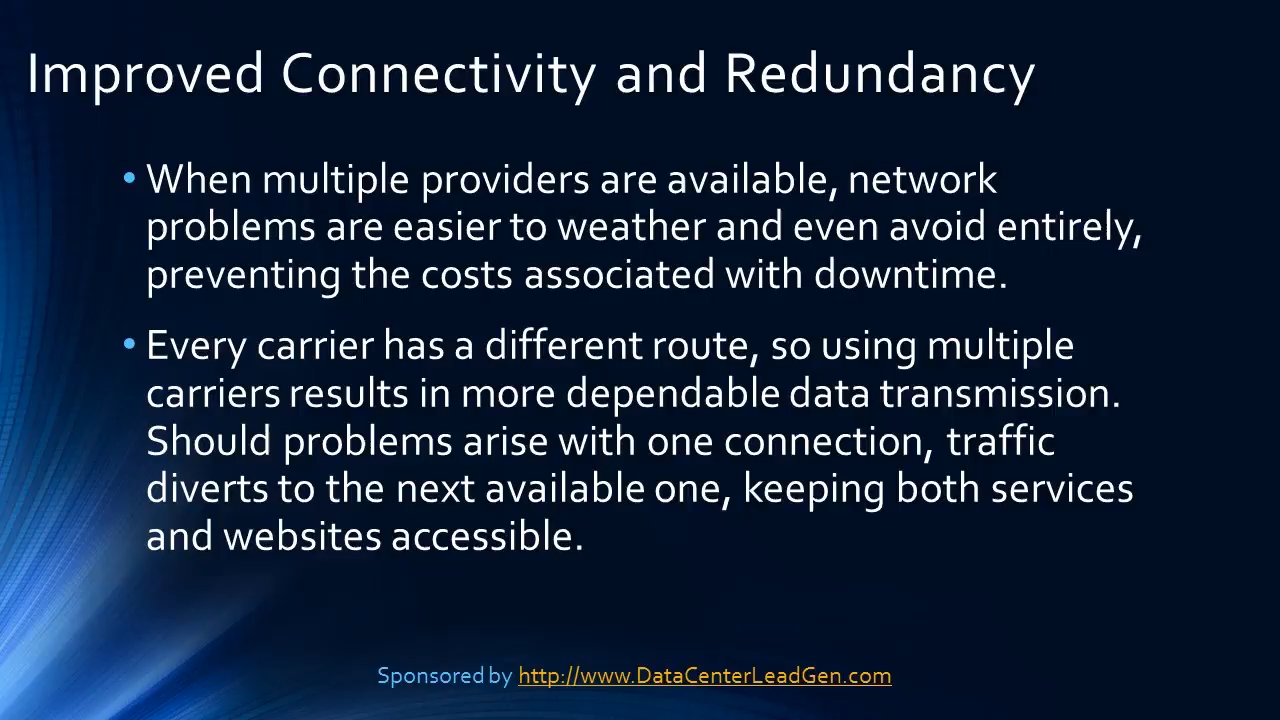 Improved Connectivity and Redundancy
• When multiple providers are available, network
problems are easier to weather and even avoid entirely,
preventing the costs associated with downtime.
• Every carrier has a different route, so using multiple
carriers results in more dependable data transmission.
Should problems arise with one connection, traffic
diverts to the next available one, keeping both services
and websites accessible.
Sponsored by http://www.DataCenterLeadGen.com